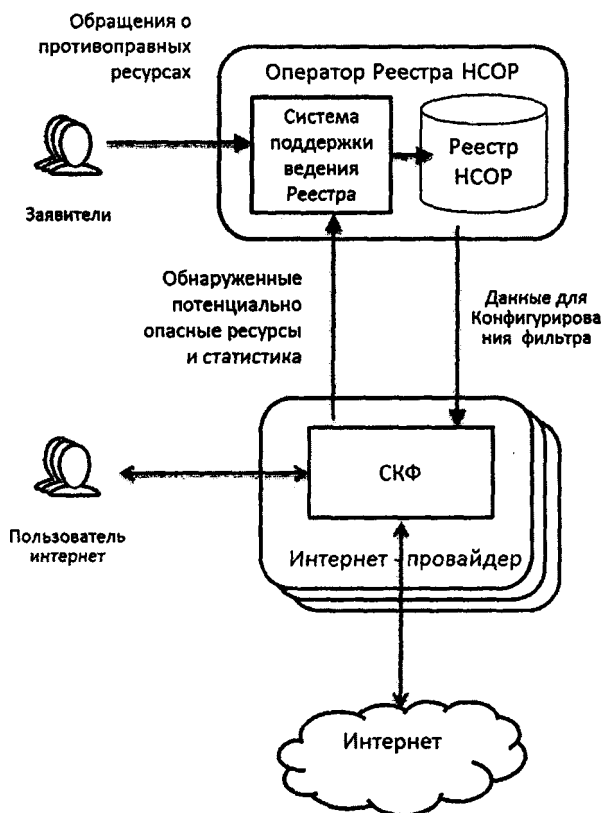 Обращения о
противоправных
ресурсах
Оператор Реестра НСОР
Система
поддержки
ведения
Реестра
Реестр
НСОР
Заявители
Обнаруженные
потенциально
опасные ресурсы
и статистика
Данные для
Конфигурирова
ния фильтра
СКФ
Пользователь
интернет
Интернет - провайдер
Интернет